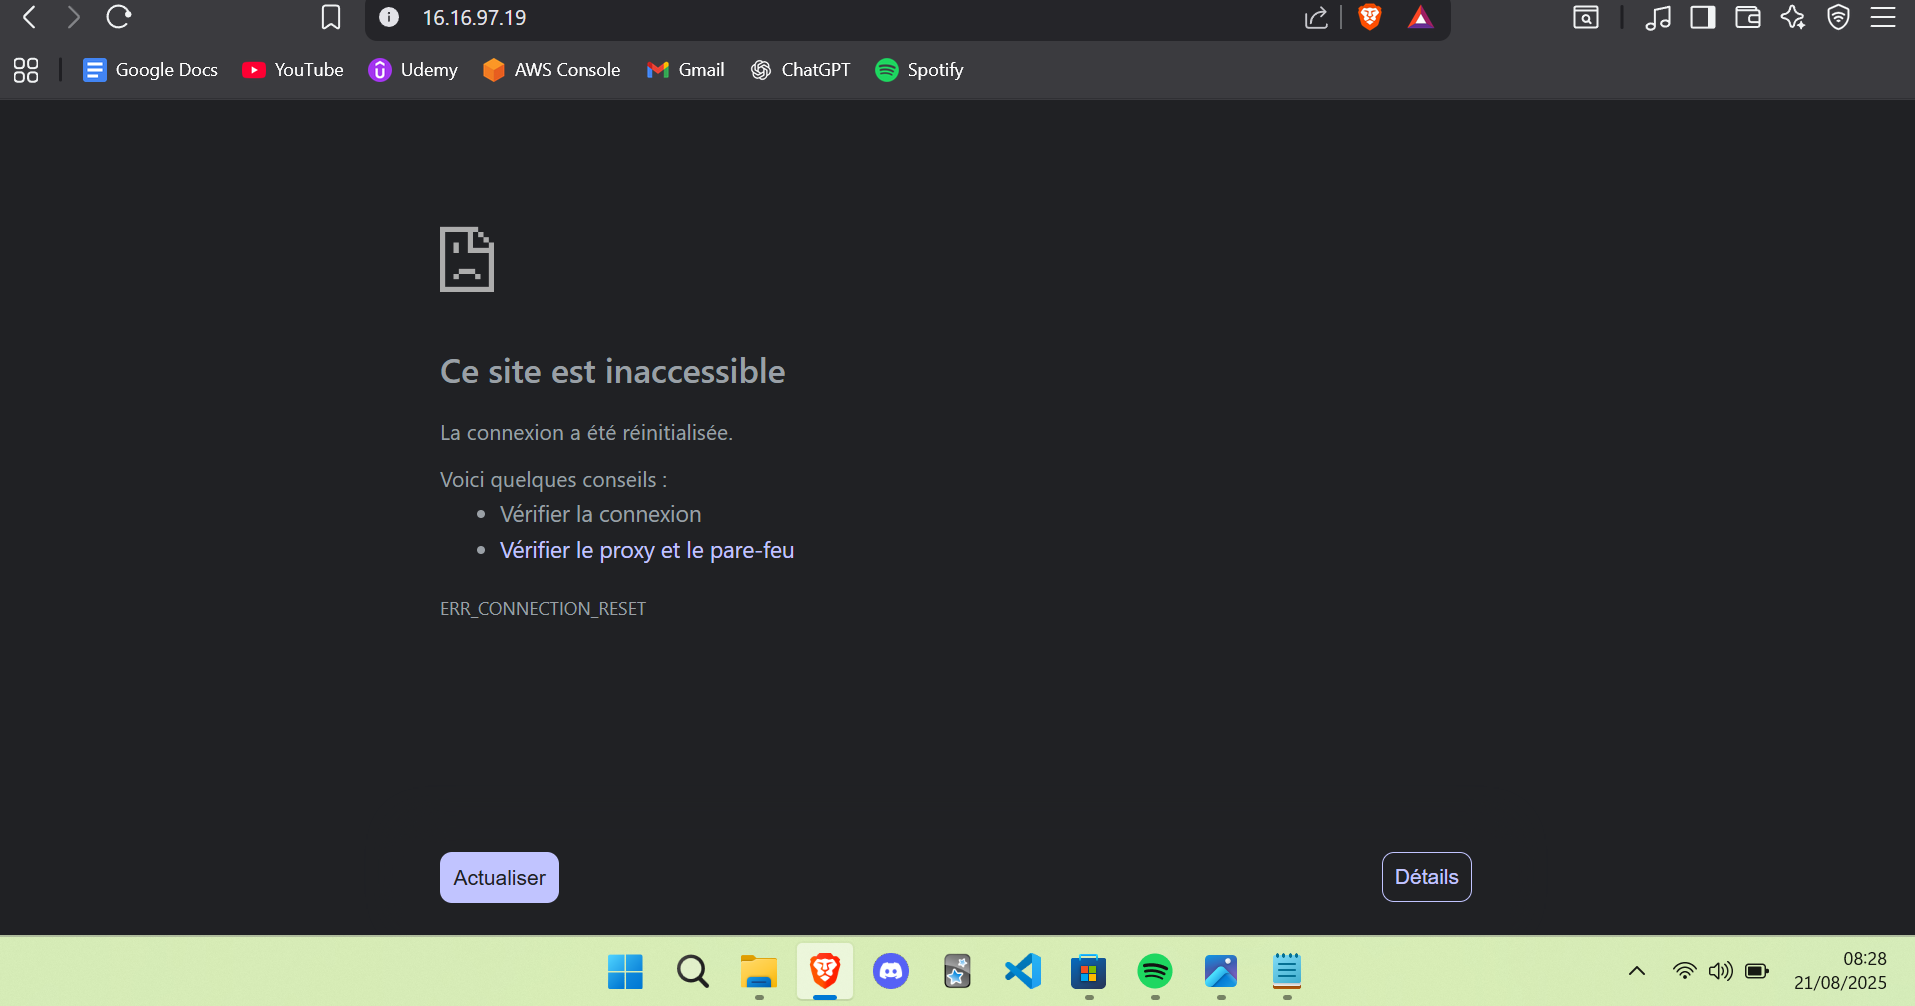 16.16.97.19
Google Docs YouTube Udemy AWS Console Gmail ChatGPT Spotify
Ce site est inaccessible
La connexion a été réinitialisée.
Voici quelques conseils :
Vérifier la connexion
Vérifier le proxy et le pare-feu
ERR_CONNECTION_RESET
Actualiser Détails
08:28
21/08/2025